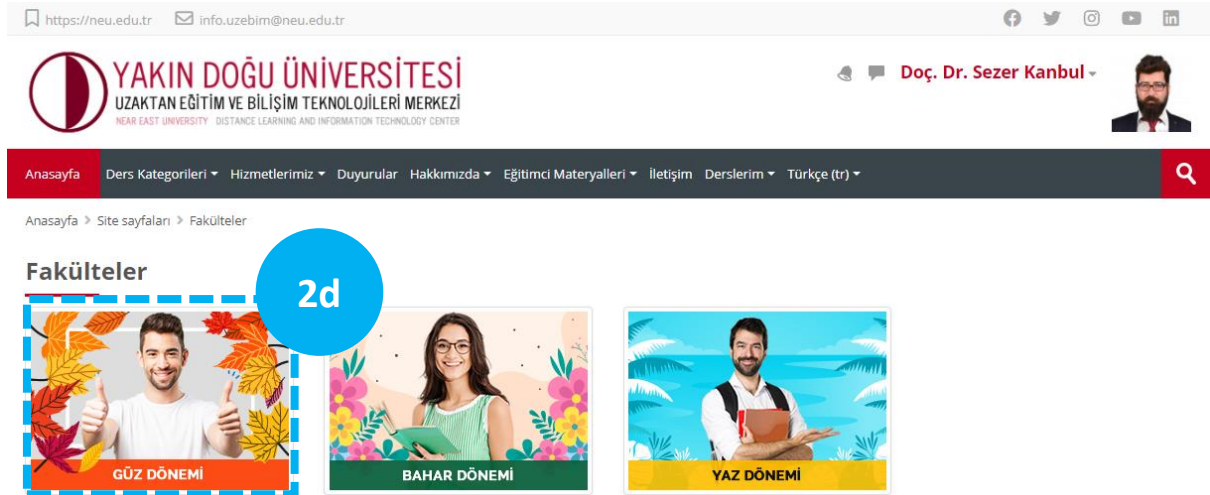 https://neu.edu.tr info.uzebim@neu.edu.tr
YAKIN DOĞU ÜNİVERSİTESİ
UZAKTAN EĞİTİM VE BİLİŞİM TEKNOLOJİLERİ MERKEZİ
NEAR EAST UNIVERSITY DISTANCE LEARNING AND INFORMATION TECHNOLOGY CENTER
Doç. Dr. Sezer Kanbul
Anasayfa Ders Kategorileri Hizmetlerimiz Duyurular Hakkımızda Eğitimci Materyalleri İletişim Derslerim Türkçe (tr)
Anasayfa > Site sayfaları > Fakülteler
Fakülteler
2d
GÜZ DÖNEMİ
BAHAR DÖNEMİ
YAZ DÖNEMİ